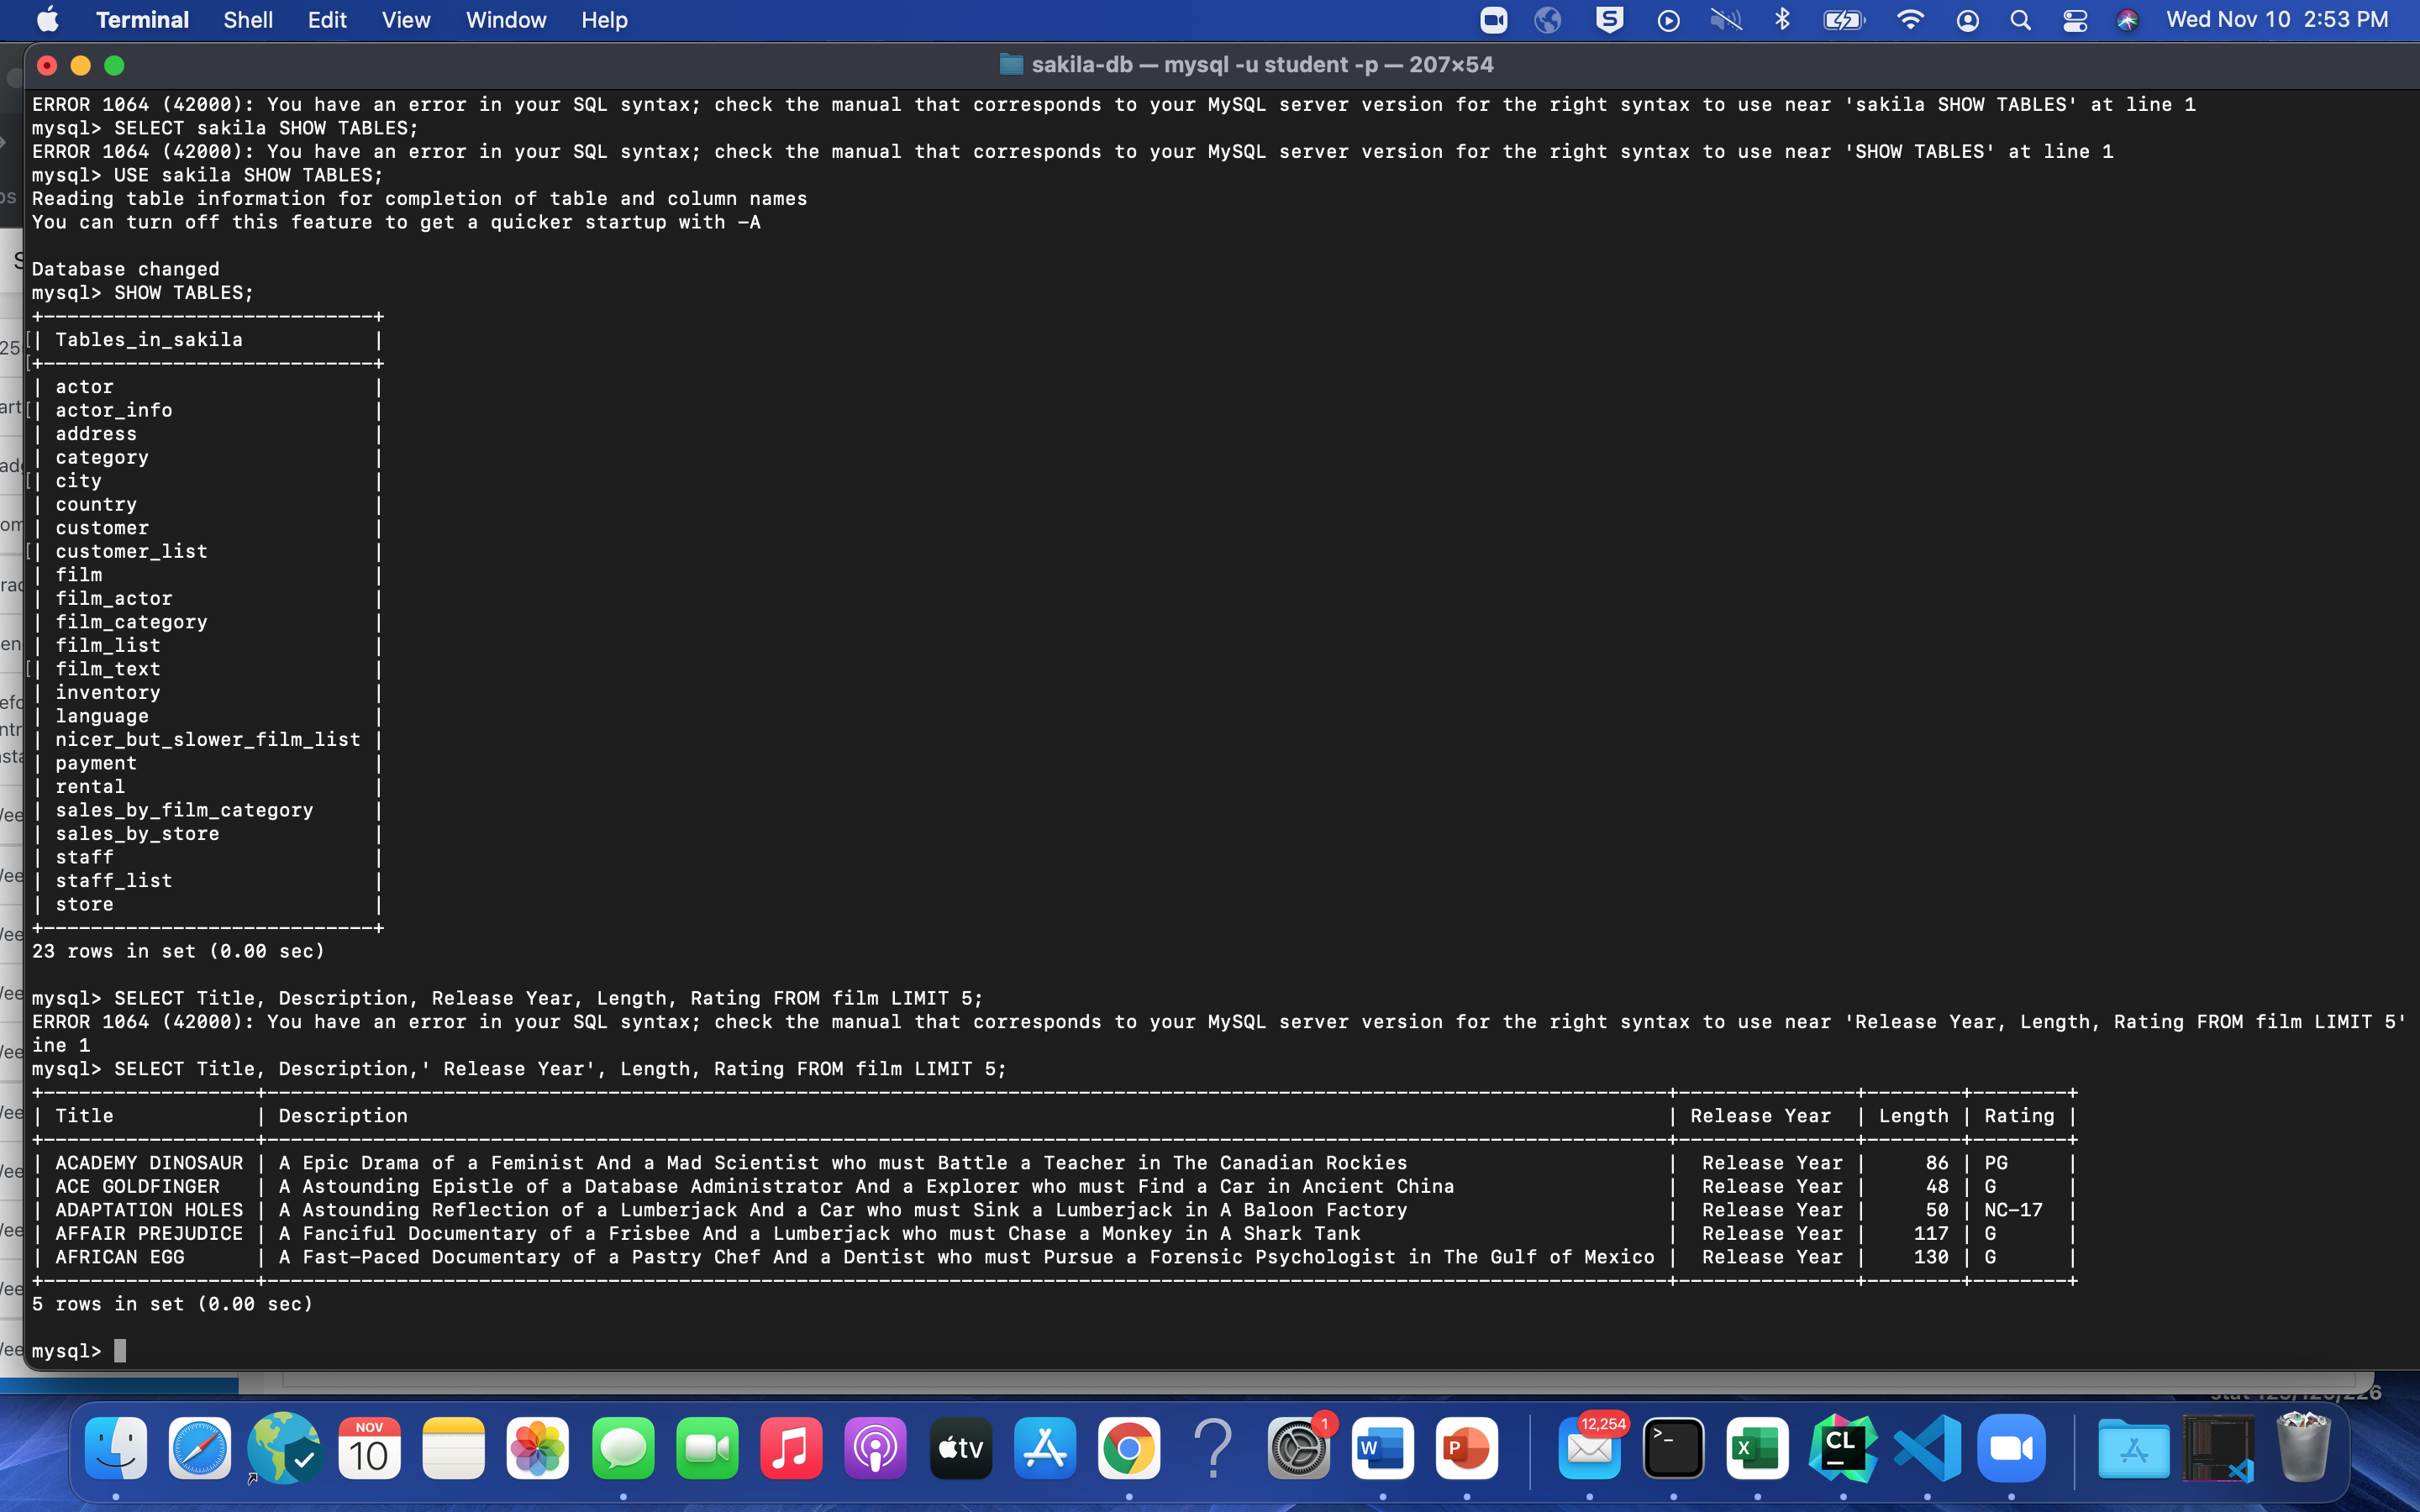 Terminal Shell Edit View Window Help Wed Nov 10 2:53 PM
sakila-db — mysql -u student -p — 207×54
ERROR 1064 (42000): You have an error in your SQL syntax; check the manual that corresponds to your MySQL server version for the right syntax to use near 'sakila SHOW TABLES' at line 1
mysql> SELECT sakila SHOW TABLES;
ERROR 1064 (42000): You have an error in your SQL syntax; check the manual that corresponds to your MySQL server version for the right syntax to use near 'SHOW TABLES' at line 1
mysql> USE sakila SHOW TABLES;
Reading table information for completion of table and column names
You can turn off this feature to get a quicker startup with -A
Database changed
mysql> SHOW TABLES;
+----------------------------+
| Tables_in_sakila           |
+----------------------------+
| actor                      |
| actor_info                 |
| address                    |
| category                   |
| city                       |
| country                    |
| customer                   |
| customer_list              |
| film                       |
| film_actor                 |
| film_category              |
| film_list                  |
| film_text                  |
| inventory                  |
| language                   |
| nicer_but_slower_film_list |
| payment                    |
| rental                     |
| sales_by_film_category     |
| sales_by_store             |
| staff                      |
| staff_list                 |
| store                      |
+----------------------------+
23 rows in set (0.00 sec)
mysql> SELECT Title, Description, Release Year, Length, Rating FROM film LIMIT 5;
ERROR 1064 (42000): You have an error in your SQL syntax; check the manual that corresponds to your MySQL server version for the right syntax to use near 'Release Year, Length, Rating FROM film LIMIT 5'
ine 1
mysql> SELECT Title, Description,' Release Year', Length, Rating FROM film LIMIT 5;
| Title | Description | Release Year | Length | Rating |
| ACADEMY DINOSAUR | A Epic Drama of a Feminist And a Mad Scientist who must Battle a Teacher in The Canadian Rockies | Release Year | 86 | PG |
| ACE GOLDFINGER | A Astounding Epistle of a Database Administrator And a Explorer who must Find a Car in Ancient China | Release Year | 48 | G |
| ADAPTATION HOLES | A Astounding Reflection of a Lumberjack And a Car who must Sink a Lumberjack in A Baloon Factory | Release Year | 50 | NC-17 |
| AFFAIR PREJUDICE | A Fanciful Documentary of a Frisbee And a Lumberjack who must Chase a Monkey in A Shark Tank | Release Year | 117 | G |
| AFRICAN EGG | A Fast-Paced Documentary of a Pastry Chef And a Dentist who must Pursue a Forensic Psychologist in The Gulf of Mexico | Release Year | 130 | G |
5 rows in set (0.00 sec)
mysql>
NOV
10
tv
1
W
P
12,254
>_
X
CL